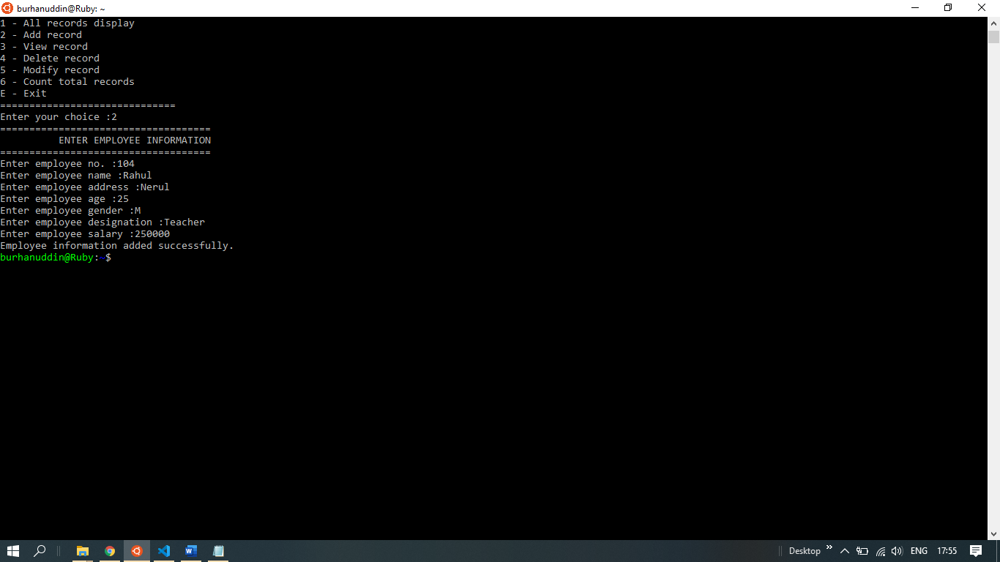 burhanuddin@Ruby: ~
1 - All records display
2 - Add record
3 - View record
4 - Delete record
5 - Modify record
6 - Count total records
E - Exit
==============================
Enter your choice :2
====================================
          ENTER EMPLOYEE INFORMATION
====================================
Enter employee no. :104
Enter employee name :Rahul
Enter employee address :Nerul
Enter employee age :25
Enter employee gender :M
Enter employee designation :Teacher
Enter employee salary :250000
Employee information added successfully.
burhanuddin@Ruby:~$
Desktop » ENG 17:55